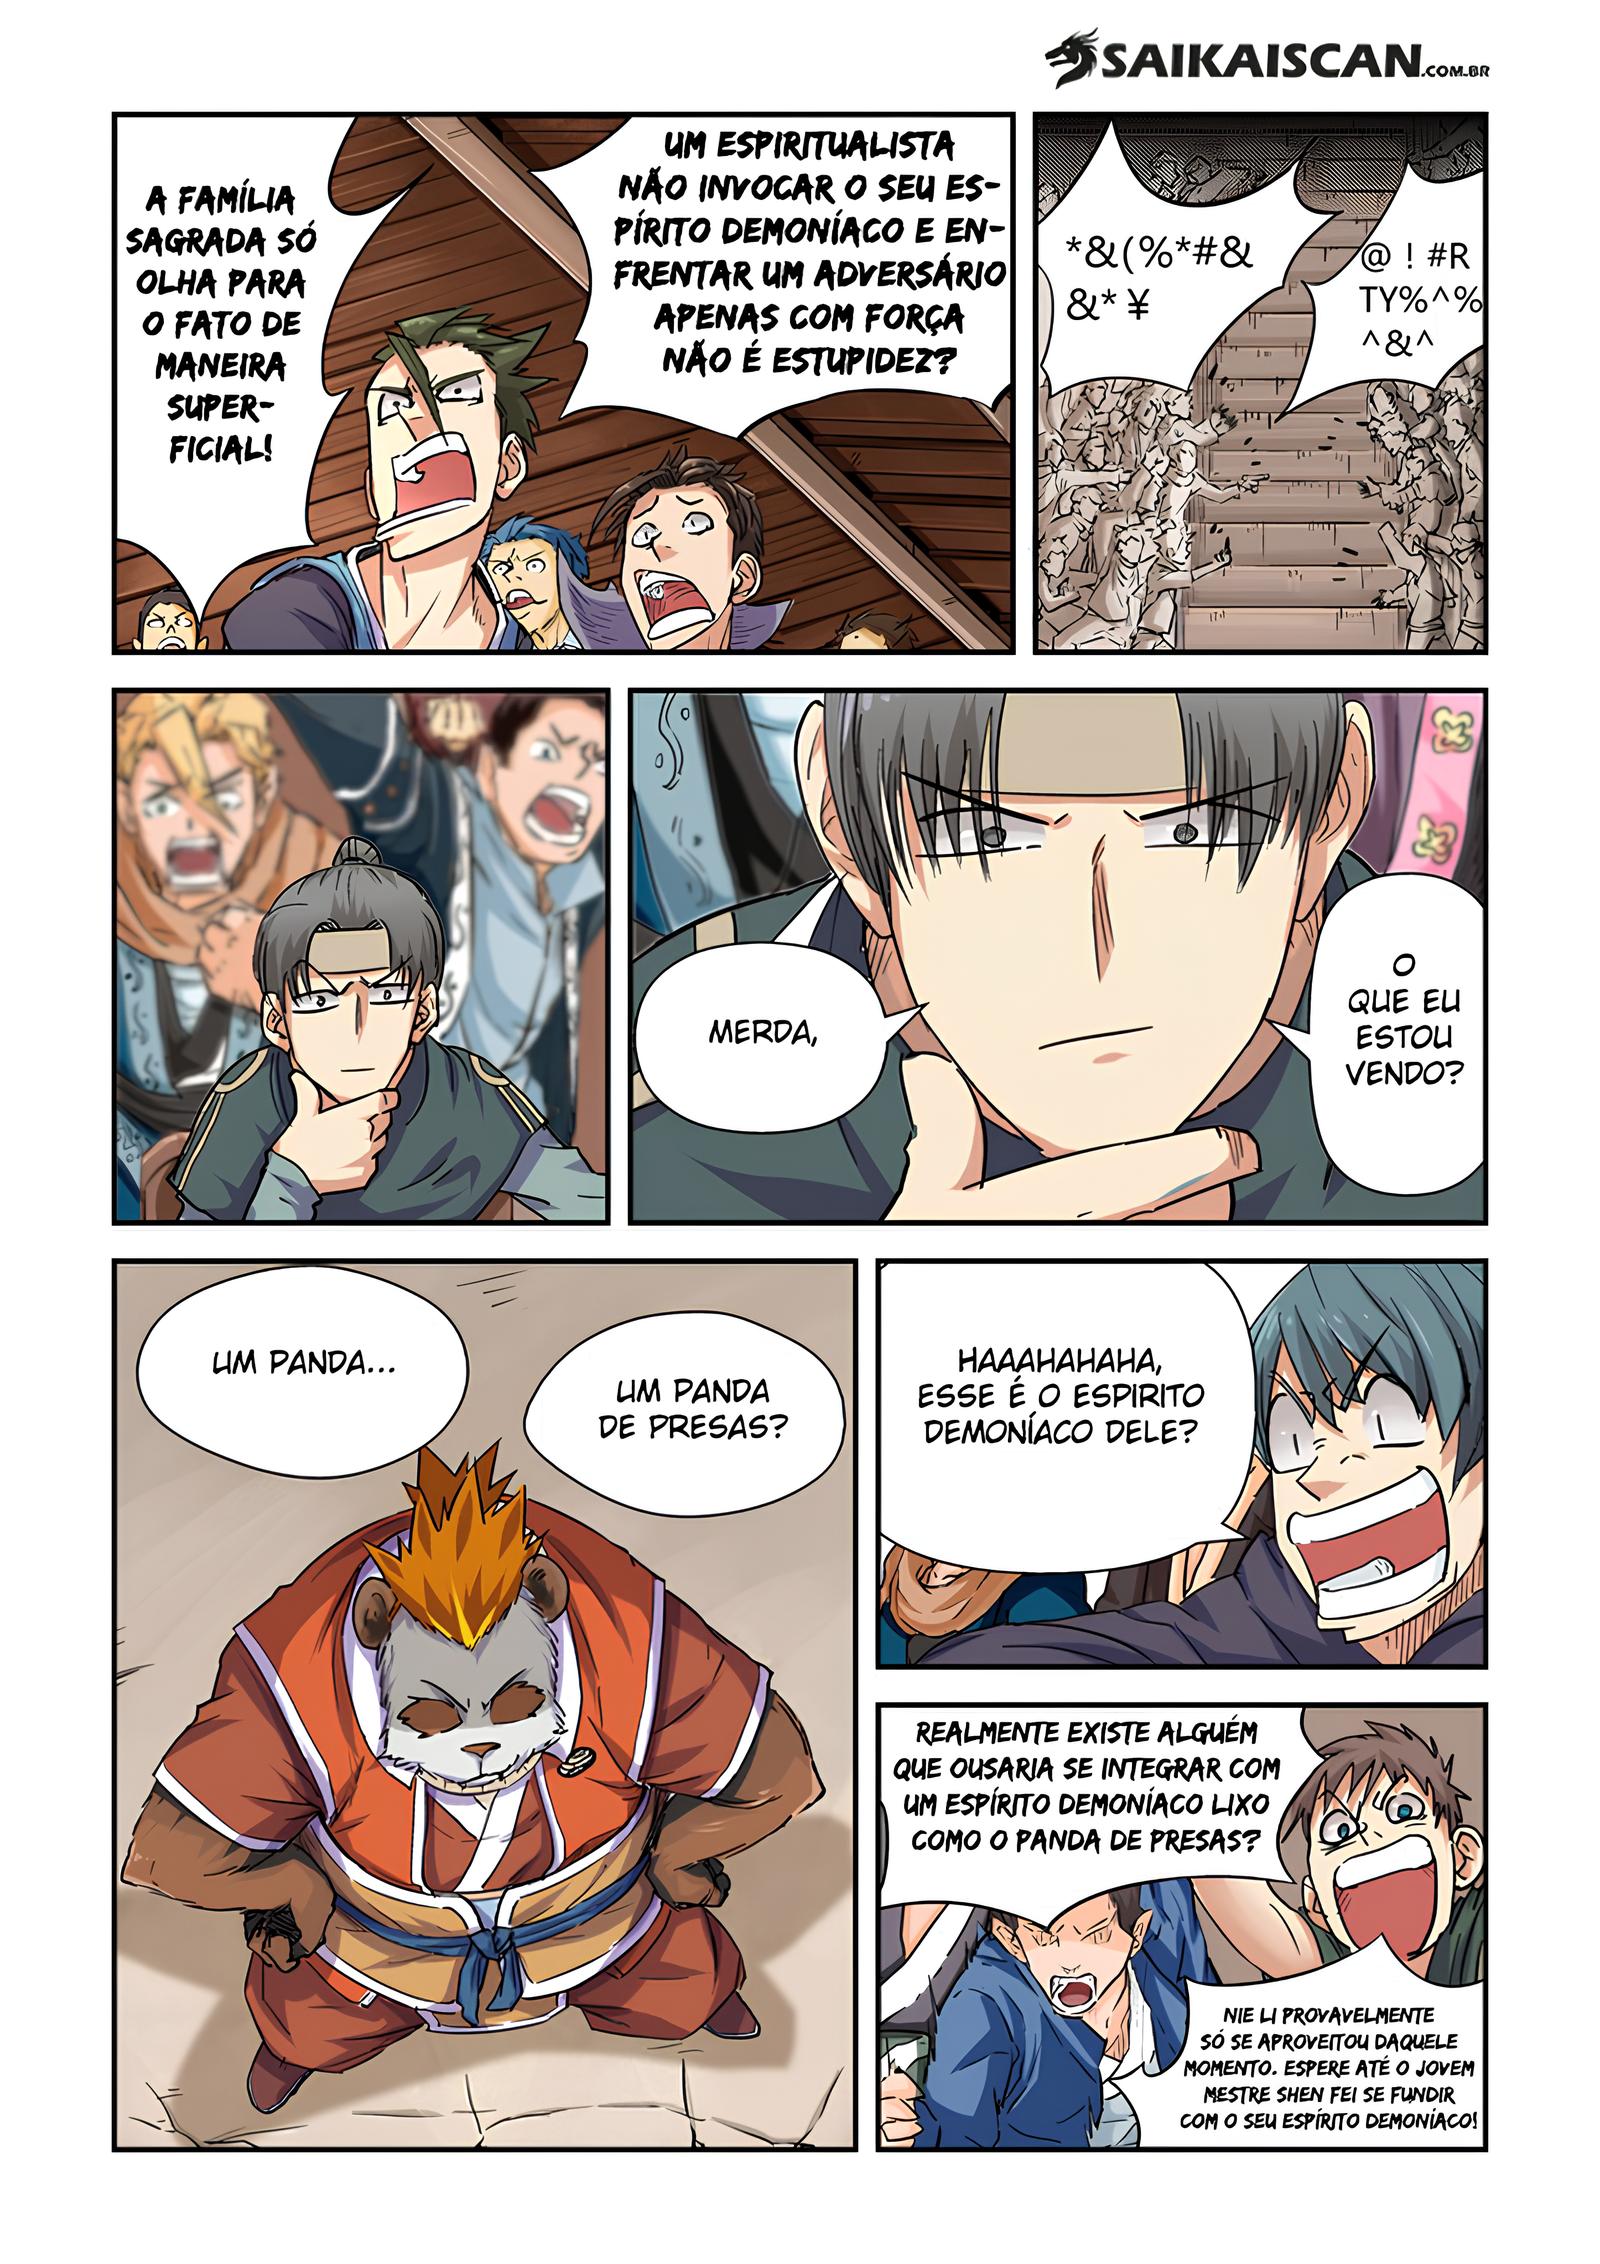 SAIKAISCAN.COM.BR
A FAMÍLIA
SAGRADA SÓ
OLHA PARA
O FATO DE
MANEIRA
SUPER-
FICIAL!
UM ESPIRITUALISTA
NÃO INVOCAR O SEU ES-
PÍRITO DEMONÍACO E EN-
FRENTAR UM ADVERSÁRIO
APENAS COM FORÇA
NÃO É ESTUPIDEZ?
*&(%*#&
&*¥
@!#R
TY%^%
^&^
MERDA,
O
QUE EU
ESTOU
VENDO?
UM PANDA...
UM PANDA
DE PRESAS?
HAAAHAHAHA,
ESSE É O ESPIRITO
DEMONÍACO DELE?
REALMENTE EXISTE ALGUÉM
QUE OUSARIA SE INTEGRAR COM
UM ESPÍRITO DEMONÍACO LIXO
COMO O PANDA DE PRESAS?
NIE LI PROVAVELMENTE
SÓ SE APROVEITOU DAQUELE
MOMENTO. ESPERE ATÉ O JOVEM
MESTRE SHEN FEI SE FUNDIR
COM O SEU ESPÍRITO DEMONÍACO!